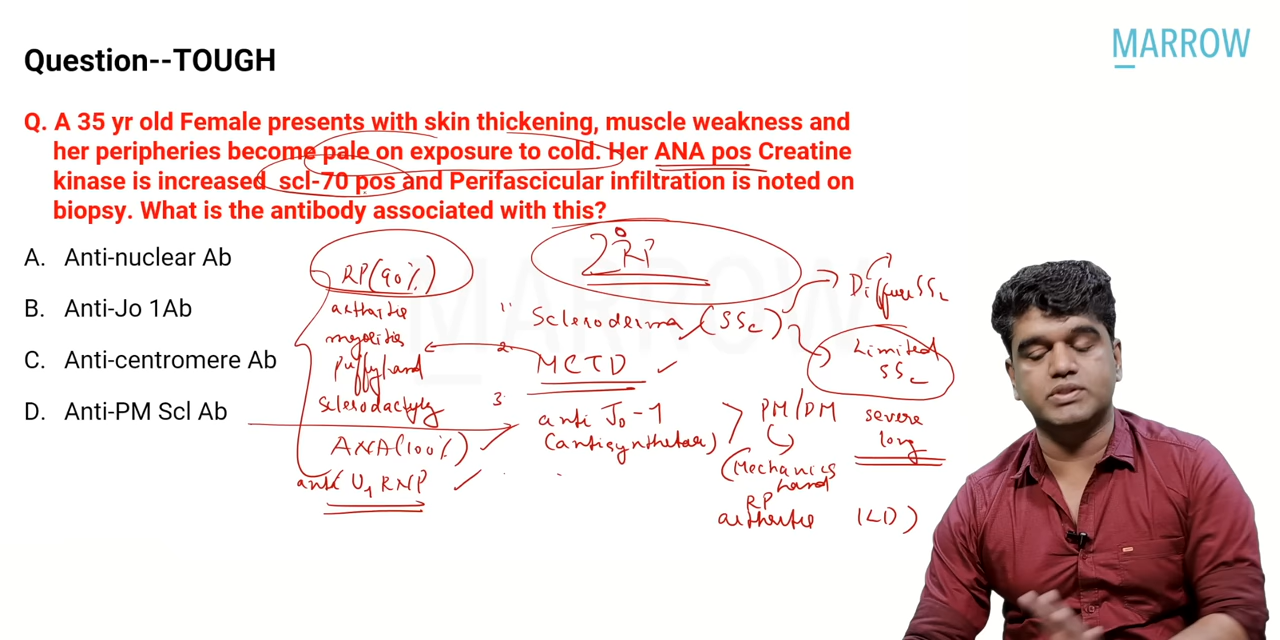 MARROW
Question--TOUGH
Q. A 35 yr old Female presents with skin thickening, muscle weakness and
her peripheries become pale on exposure to cold. Her ANA pos Creatine
kinase is increased scl-70 pos and Perifascicular infiltration is noted on
biopsy. What is the antibody associated with this?
A. Anti-nuclear Ab
B. Anti-Jo 1Ab
C. Anti-centromere Ab
D. Anti-PM Scl Ab
RP (90%)
arthritis
myositis
puffy hand
sclerodactyly
ANA (100%)
anti U1 RNP
2° RP
1. Scleroderma (SSc)
2. MCTD
3. anti Jo-1
(antisynthetase)
Diffuse SSc
Limited
SSc
severe
long
PM/DM
(Mechanics
hand
RP
arthritis
MARROW